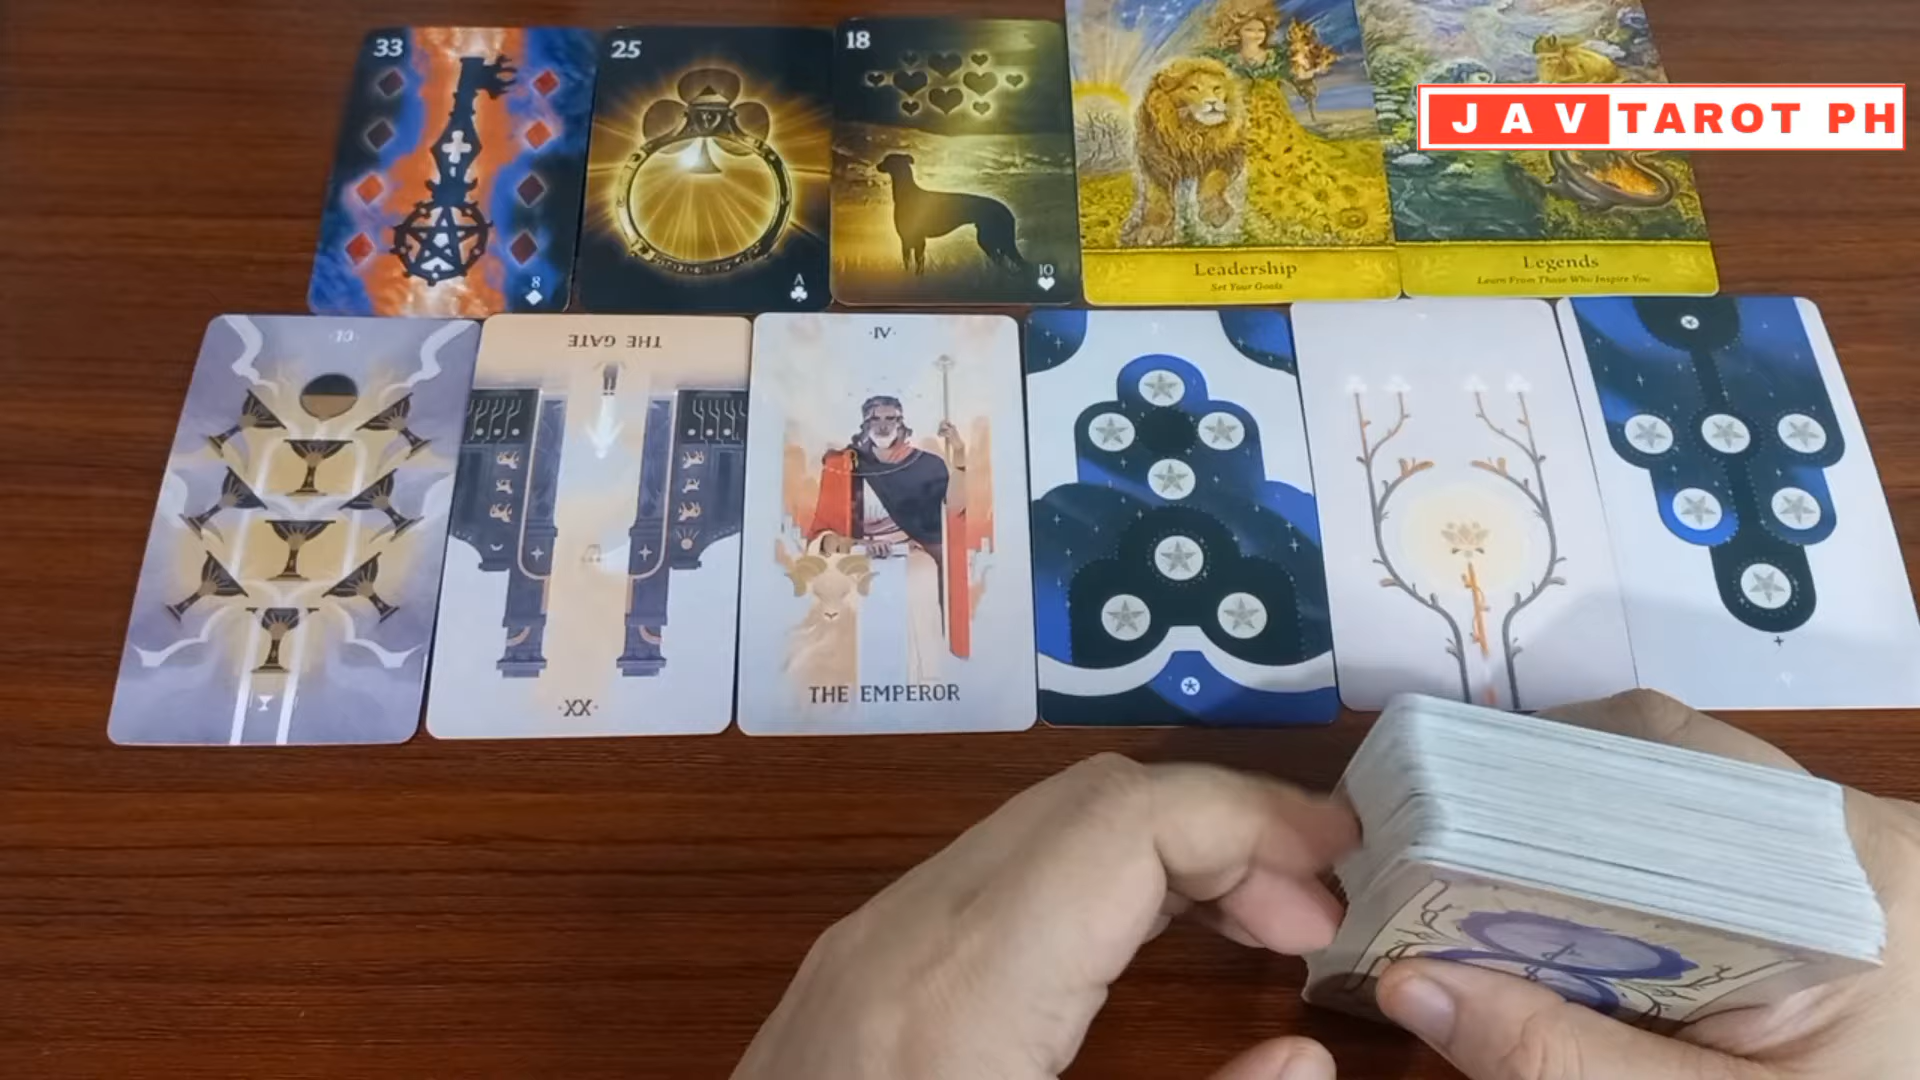 33
8
25
A
18
10
Leadership
Set Your Goals
Legends
Learn From Those Who Inspire You
JAV TAROT PH
THE GATE
·XX·
·IV·
THE EMPEROR